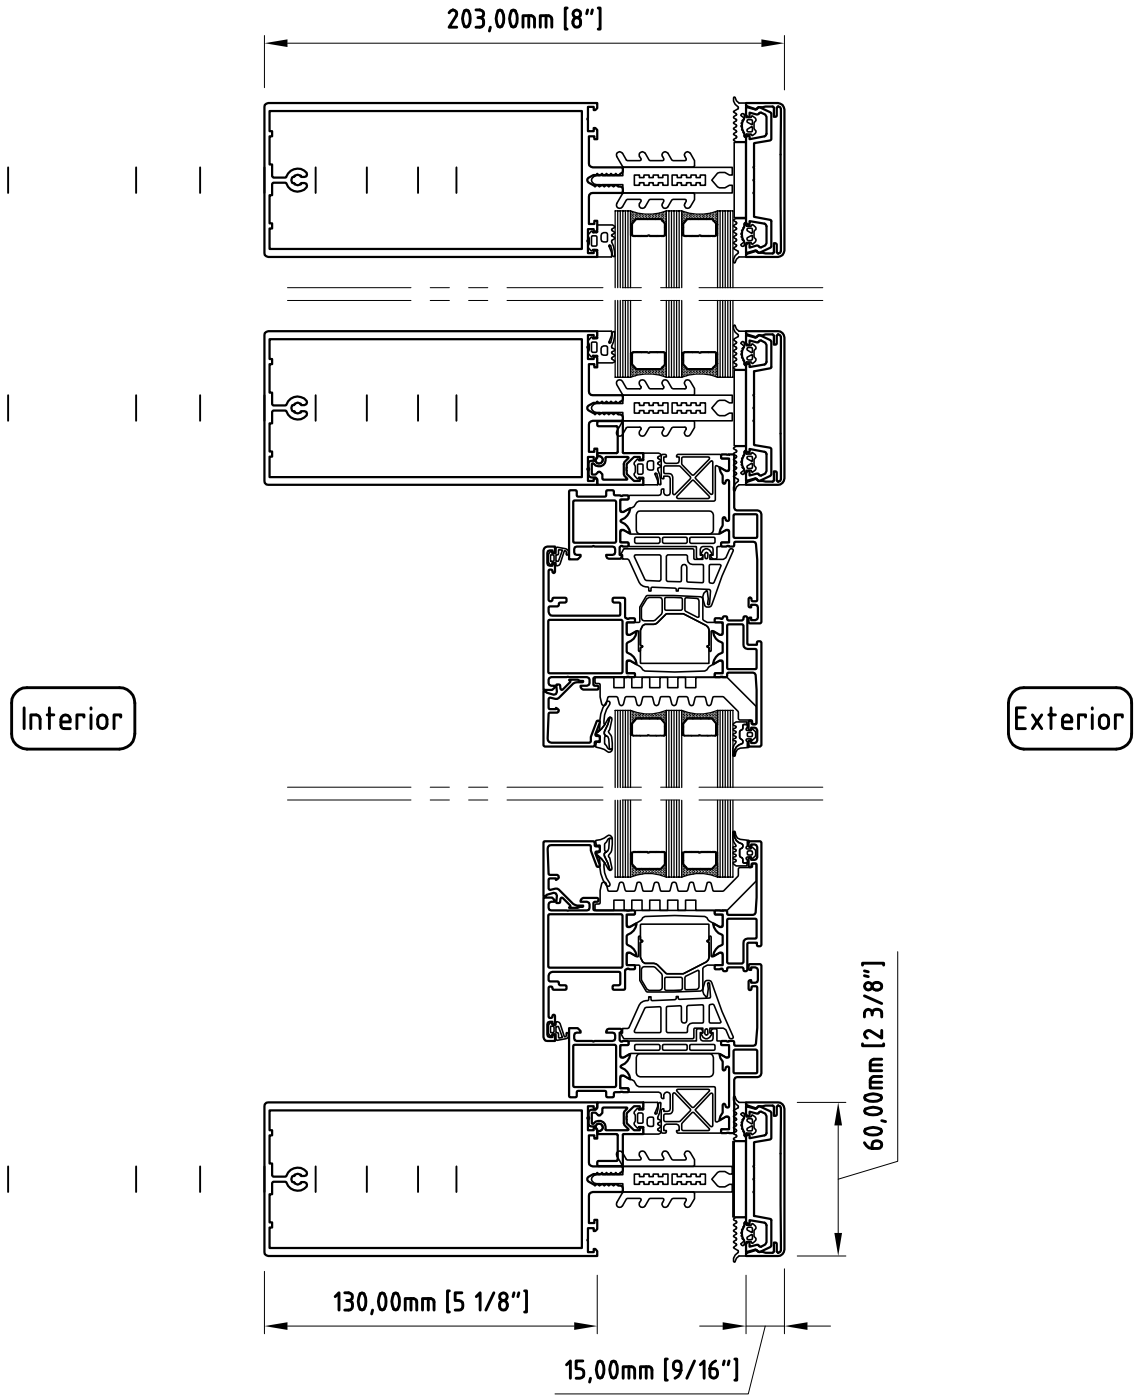 203,00mm [8"]
Interior
Exterior
60,00mm [2 3/8"]
130,00mm [5 1/8"]
15,00mm [9/16"]